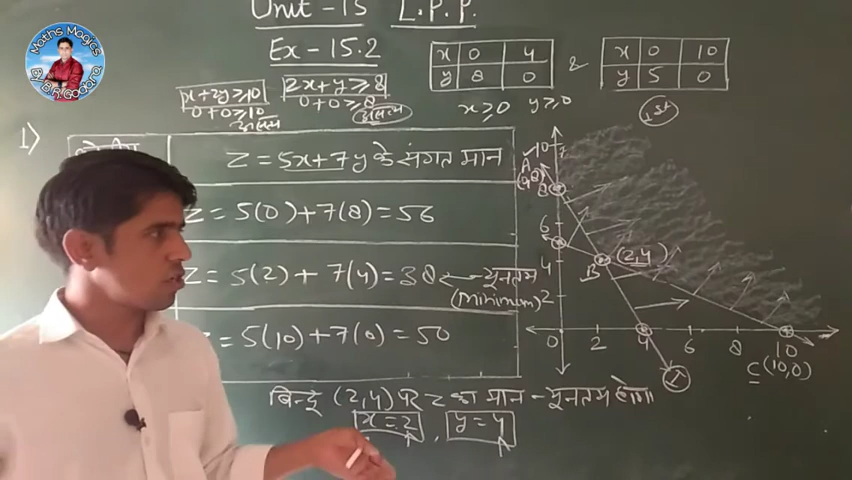 Unit-15 L.P.P.
Ex-15.2
x 0 4
y 8 0
&
x 0 10
y 5 0
x+2y≥10
0+0≥10
असत्य
2x+y≥8
0+0≥8
असत्य
x≥0 y≥0
1st
1)
Z = 5x+7y के संगत मान
Z = 5(0)+7(8)=56
Z = 5(2)+7(4)=38 ← न्यूनतम
(Minimum)
= 5(10)+7(0)=50
बिन्दु (2,4) पर Z का मान न्यूनतम होगा
x=2, y=4
10
A
(0,8)
8
6
4
2
B (2,4)
0 2 4 6 8 10
C(10,0)
Maths Magics
By B.R. Godara